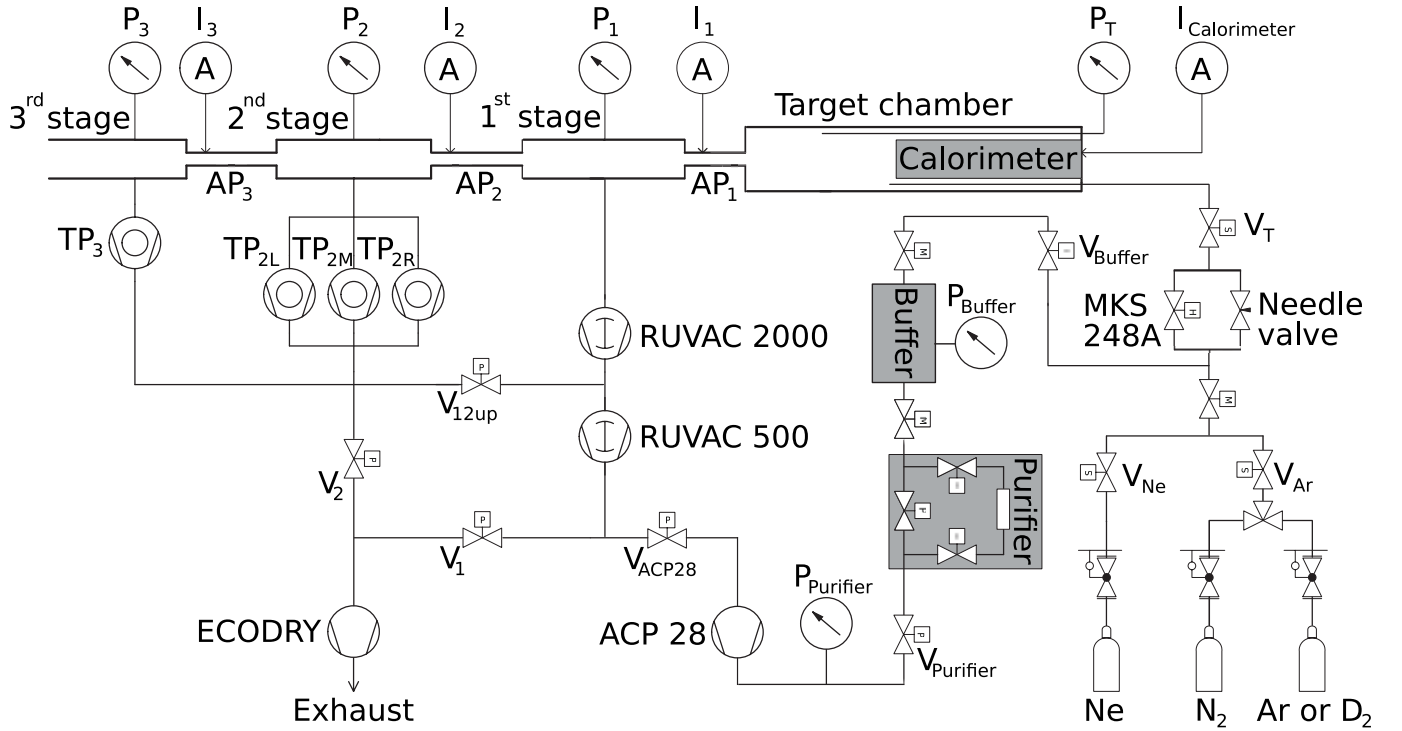 P3 I3 P2 I2 P1 I1 PT ICalorimeter
A A A A
3rd stage 2nd stage 1st stage Target chamber
Calorimeter
AP3 AP2 AP1
TP3 TP2L TP2M TP2R
VT
S
M
VBuffer
Buffer
PBuffer
MKS
248A
H
Needle
valve
RUVAC 2000
P
V12up
M
M
RUVAC 500
P
V2
Purifier
P
S
VNe
S
VAr
P
V1
P
VACP28
PPurifier
ECODRY
ACP 28
P
VPurifier
Exhaust
Ne N2 Ar or D2